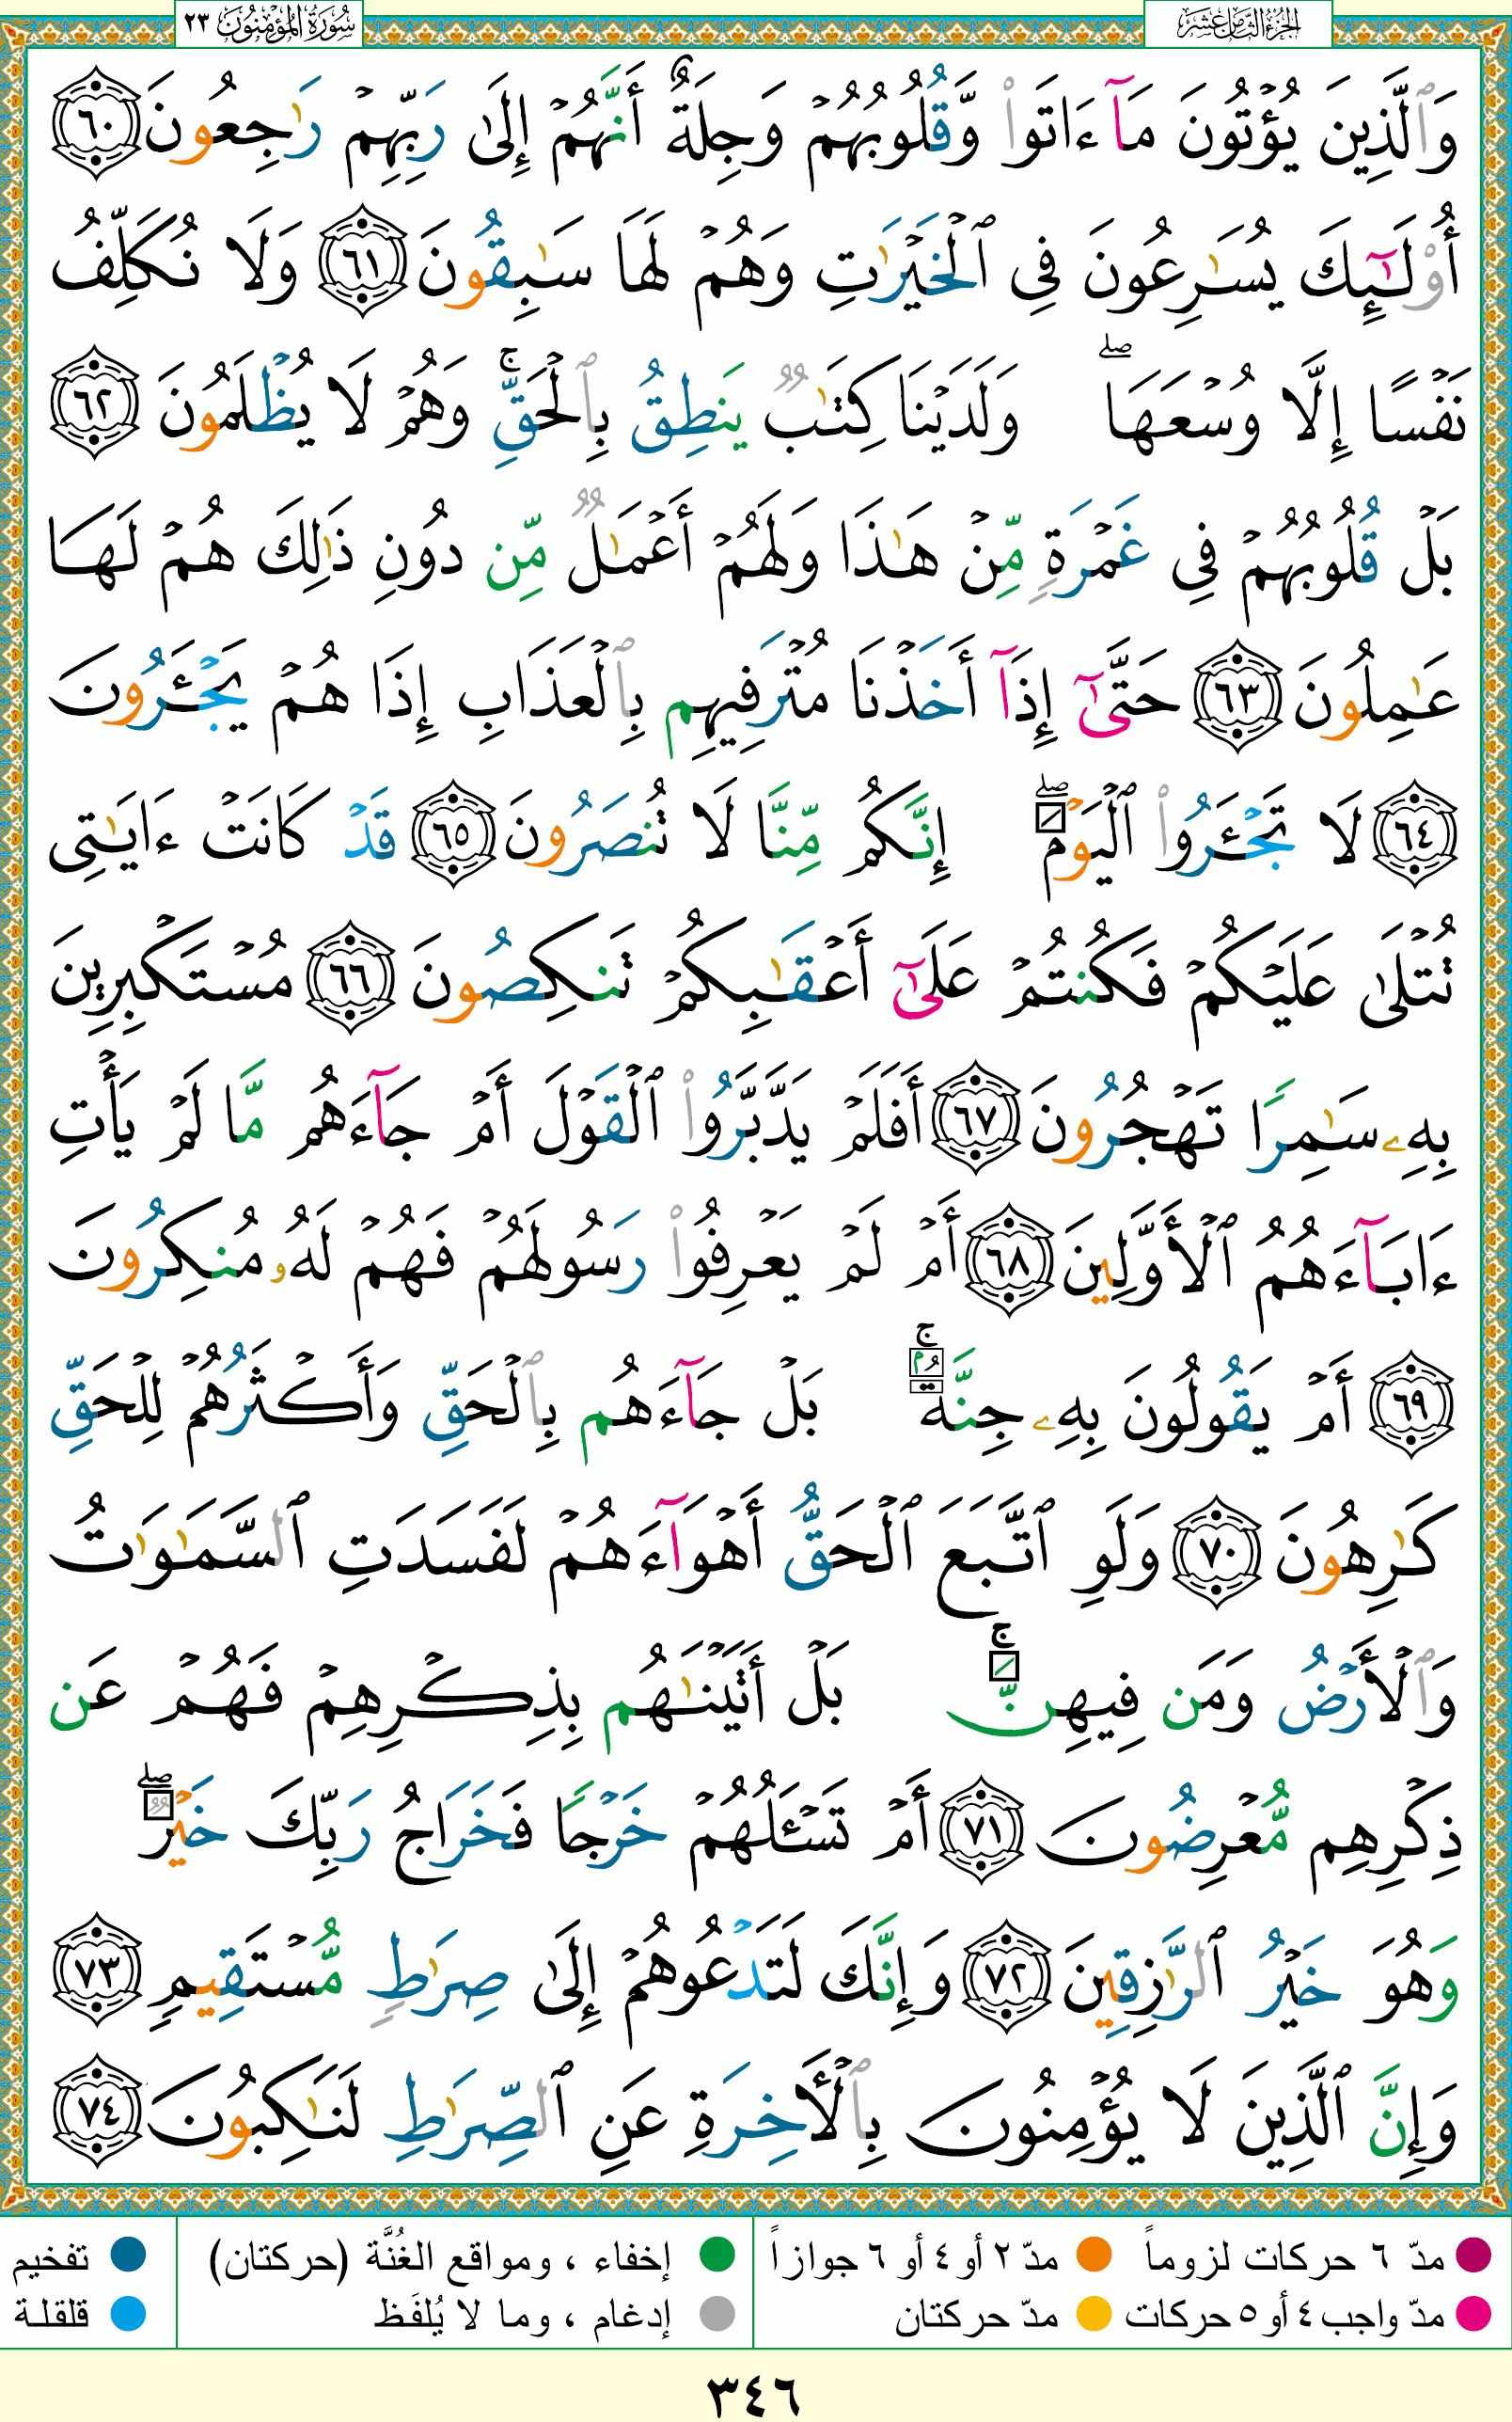 الجزء الثامن عشر
سورة المؤمنون ٢٣
وَٱلَّذِينَ يُؤْتُونَ مَآ ءَاتَوا۟ وَّقُلُوبُهُمْ وَجِلَةٌ أَنَّهُمْ إِلَىٰ رَبِّهِمْ رَٰجِعُونَ ٦٠
أُو۟لَـٰٓئِكَ يُسَـٰرِعُونَ فِى ٱلْخَيْرَٰتِ وَهُمْ لَهَا سَـٰبِقُونَ ٦١ وَلَا نُكَلِّفُ
نَفْسًا إِلَّا وُسْعَهَا ۖ وَلَدَيْنَا كِتَـٰبٌ يَنطِقُ بِٱلْحَقِّ ۚ وَهُمْ لَا يُظْلَمُونَ ٦٢
بَلْ قُلُوبُهُمْ فِى غَمْرَةٍ مِّنْ هَـٰذَا وَلَهُمْ أَعْمَـٰلٌ مِّن دُونِ ذَٰلِكَ هُمْ لَهَا
عَـٰمِلُونَ ٦٣ حَتَّىٰٓ إِذَآ أَخَذْنَا مُتْرَفِيهِم بِٱلْعَذَابِ إِذَا هُمْ يَجْـَٔرُونَ
٦٤ لَا تَجْـَٔرُوا۟ ٱلْيَوْمَ ۖ إِنَّكُم مِّنَّا لَا تُنصَرُونَ ٦٥ قَدْ كَانَتْ ءَايَـٰتِى
تُتْلَىٰ عَلَيْكُمْ فَكُنتُمْ عَلَىٰٓ أَعْقَـٰبِكُمْ تَنكِصُونَ ٦٦ مُسْتَكْبِرِينَ
بِهِۦ سَـٰمِرًا تَهْجُرُونَ ٦٧ أَفَلَمْ يَدَّبَّرُوا۟ ٱلْقَوْلَ أَمْ جَآءَهُم مَّا لَمْ يَأْتِ
ءَابَآءَهُمُ ٱلْأَوَّلِينَ ٦٨ أَمْ لَمْ يَعْرِفُوا۟ رَسُولَهُمْ فَهُمْ لَهُۥ مُنكِرُونَ
٦٩ أَمْ يَقُولُونَ بِهِۦ جِنَّةٌۢ ۚ بَلْ جَآءَهُم بِٱلْحَقِّ وَأَكْثَرُهُمْ لِلْحَقِّ
كَـٰرِهُونَ ٧٠ وَلَوِ ٱتَّبَعَ ٱلْحَقُّ أَهْوَآءَهُمْ لَفَسَدَتِ ٱلسَّمَـٰوَٰتُ
وَٱلْأَرْضُ وَمَن فِيهِنَّ ۚ بَلْ أَتَيْنَـٰهُم بِذِكْرِهِمْ فَهُمْ عَن
ذِكْرِهِم مُّعْرِضُونَ ٧١ أَمْ تَسْـَٔلُهُمْ خَرْجًا فَخَرَاجُ رَبِّكَ خَيْرٌ ۖ
وَهُوَ خَيْرُ ٱلرَّٰزِقِينَ ٧٢ وَإِنَّكَ لَتَدْعُوهُمْ إِلَىٰ صِرَٰطٍ مُّسْتَقِيمٍ ٧٣
وَإِنَّ ٱلَّذِينَ لَا يُؤْمِنُونَ بِٱلْـَٔاخِرَةِ عَنِ ٱلصِّرَٰطِ لَنَـٰكِبُونَ ٧٤
مدّ ٦ حركات لزوماً مدّ ٢ أو ٤ أو ٦ جوازاً إخفاء ، ومواقع الغُنَّة (حركتان) تفخيم
مدّ واجب ٤ أو ٥ حركات مدّ حركتان إدغام ، وما لا يُلفَظ قلقلة
٣٤٦